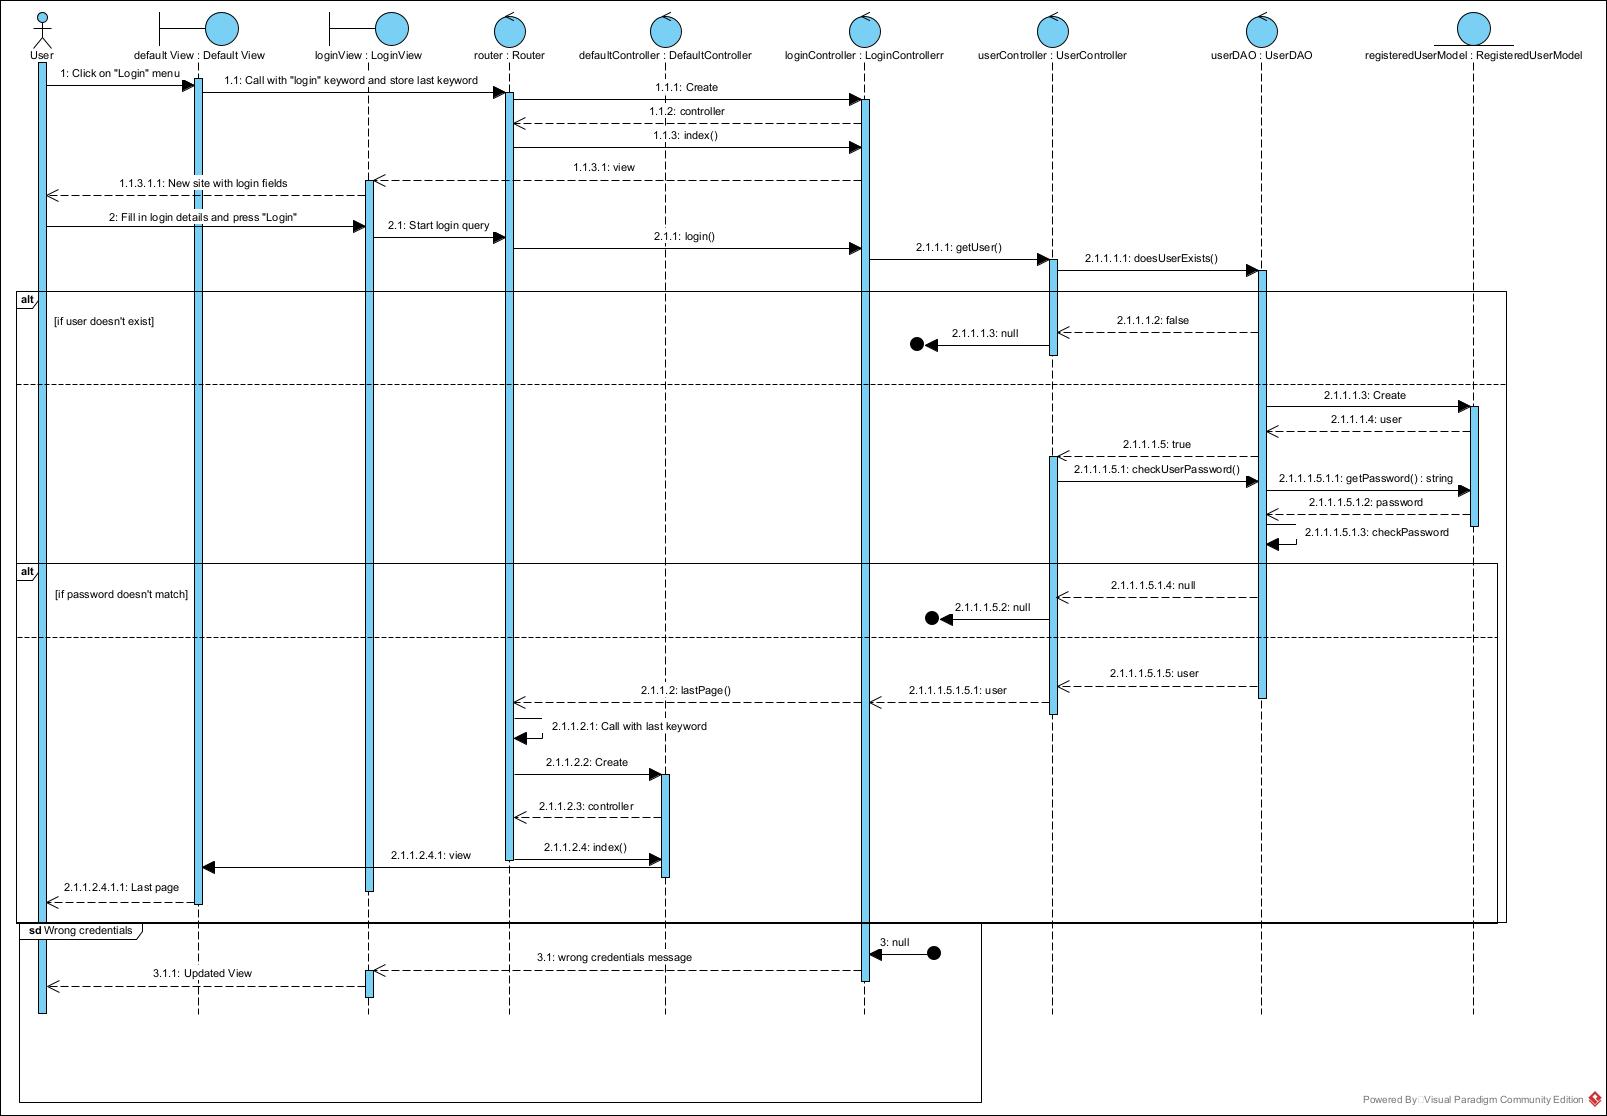 User
default View : Default View
loginView : LoginView
router : Router
defaultController : DefaultController
loginController : LoginControllerr
userController : UserController
userDAO : UserDAO
registeredUserModel : RegisteredUserModel
1: Click on "Login" menu
1.1: Call with "login" keyword and store last keyword
1.1.1: Create
1.1.2: controller
1.1.3: index()
1.1.3.1: view
1.1.3.1.1: New site with login fields
2: Fill in login details and press "Login"
2.1: Start login query
2.1.1: login()
2.1.1.1: getUser()
2.1.1.1.1: doesUserExists()
alt
[if user doesn't exist]
2.1.1.1.2: false
2.1.1.1.3: null
2.1.1.1.3: Create
2.1.1.1.4: user
2.1.1.1.5: true
2.1.1.1.5.1: checkUserPassword()
2.1.1.1.5.1.1: getPassword() : string
2.1.1.1.5.1.2: password
2.1.1.1.5.1.3: checkPassword
alt
[if password doesn't match]
2.1.1.1.5.1.4: null
2.1.1.1.5.2: null
2.1.1.1.5.1.5: user
2.1.1.2: lastPage()
2.1.1.1.5.1.5.1: user
2.1.1.2.1: Call with last keyword
2.1.1.2.2: Create
2.1.1.2.3: controller
2.1.1.2.4: index()
2.1.1.2.4.1: view
2.1.1.2.4.1.1: Last page
sd Wrong credentials
3: null
3.1: wrong credentials message
3.1.1: Updated View
Powered By Visual Paradigm Community Edition